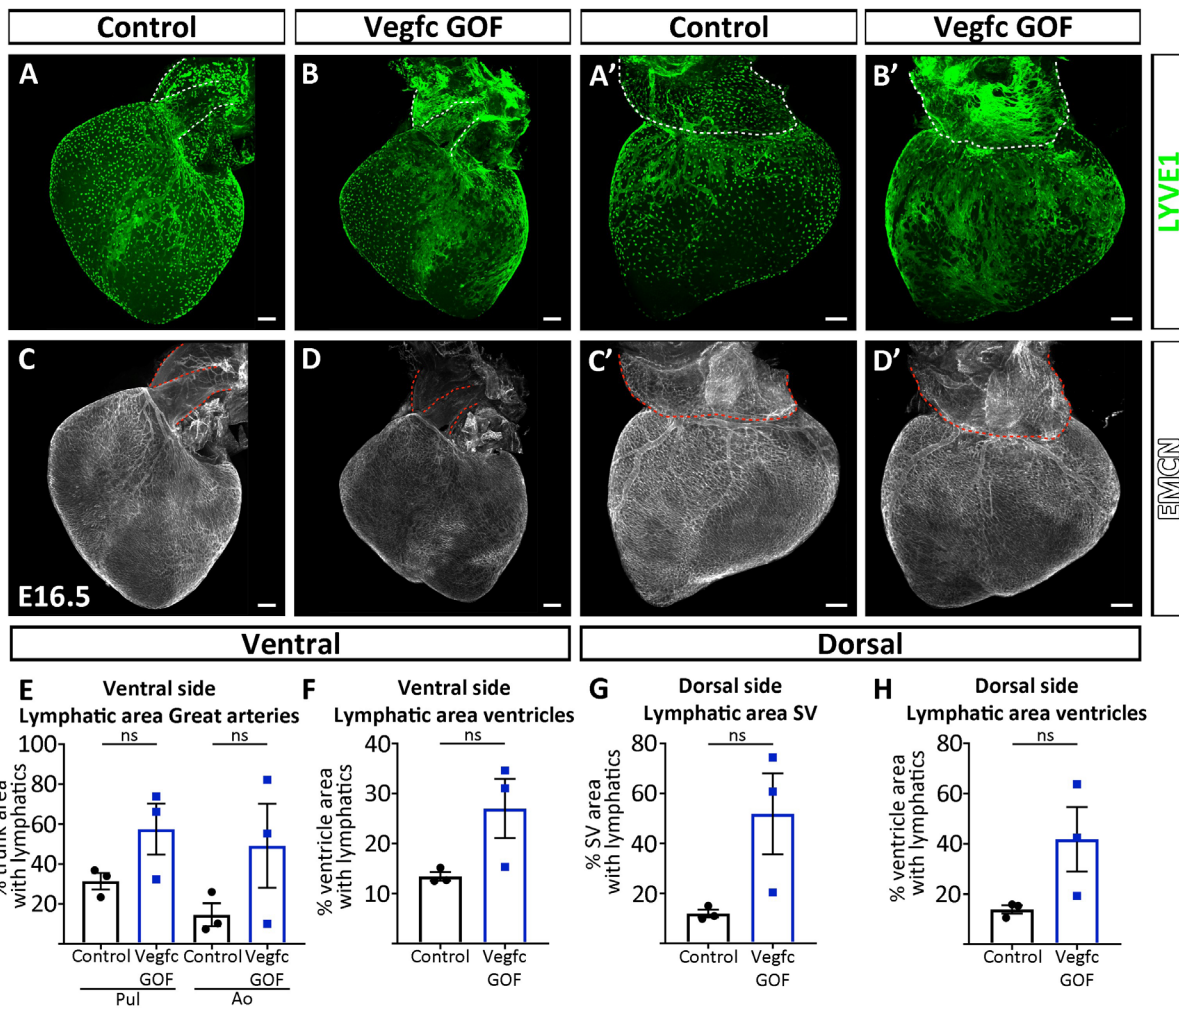 Control
Vegfc GOF
Control
Vegfc GOF
A
B
A’
B’
LYVE1
C
D
C’
D’
E16.5
EMCN
Ventral
Dorsal
E
Ventral side
Lymphatic area Great arteries
% trunk area
with lymphatics
100
80
60
40
20
ns
ns
Control
Vegfc
GOF
Control
Vegfc
GOF
Pul
Ao
F
Ventral side
Lymphatic area ventricles
% ventricle area
with lymphatics
40
30
20
10
ns
Control
Vegfc
GOF
G
Dorsal side
Lymphatic area SV
% SV area
with lymphatics
80
60
40
20
ns
Control
Vegfc
GOF
H
Dorsal side
Lymphatic area ventricles
% ventricle area
with lymphatics
80
60
40
20
ns
Control
Vegfc
GOF